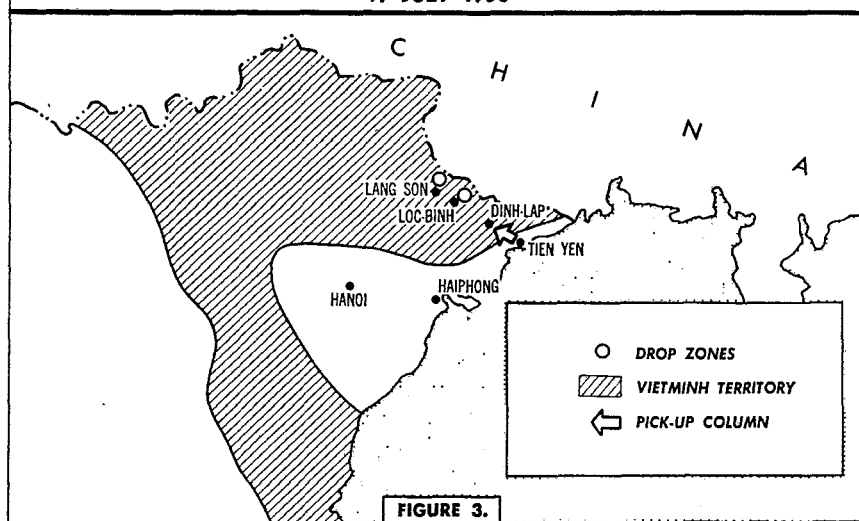 C H I N A
LANG SON
LOC-BINH
DINH-LAP
TIEN YEN
HANOI
HAIPHONG
DROP ZONES
VIETMINH TERRITORY
PICK-UP COLUMN
FIGURE 3.